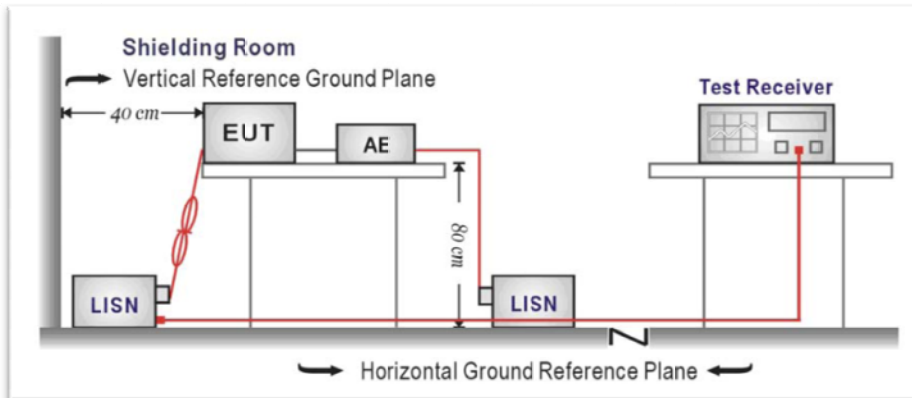 Shielding Room
Vertical Reference Ground Plane
40 cm
EUT
AE
Test Receiver
80 cm
LISN
LISN
Horizontal Ground Reference Plane